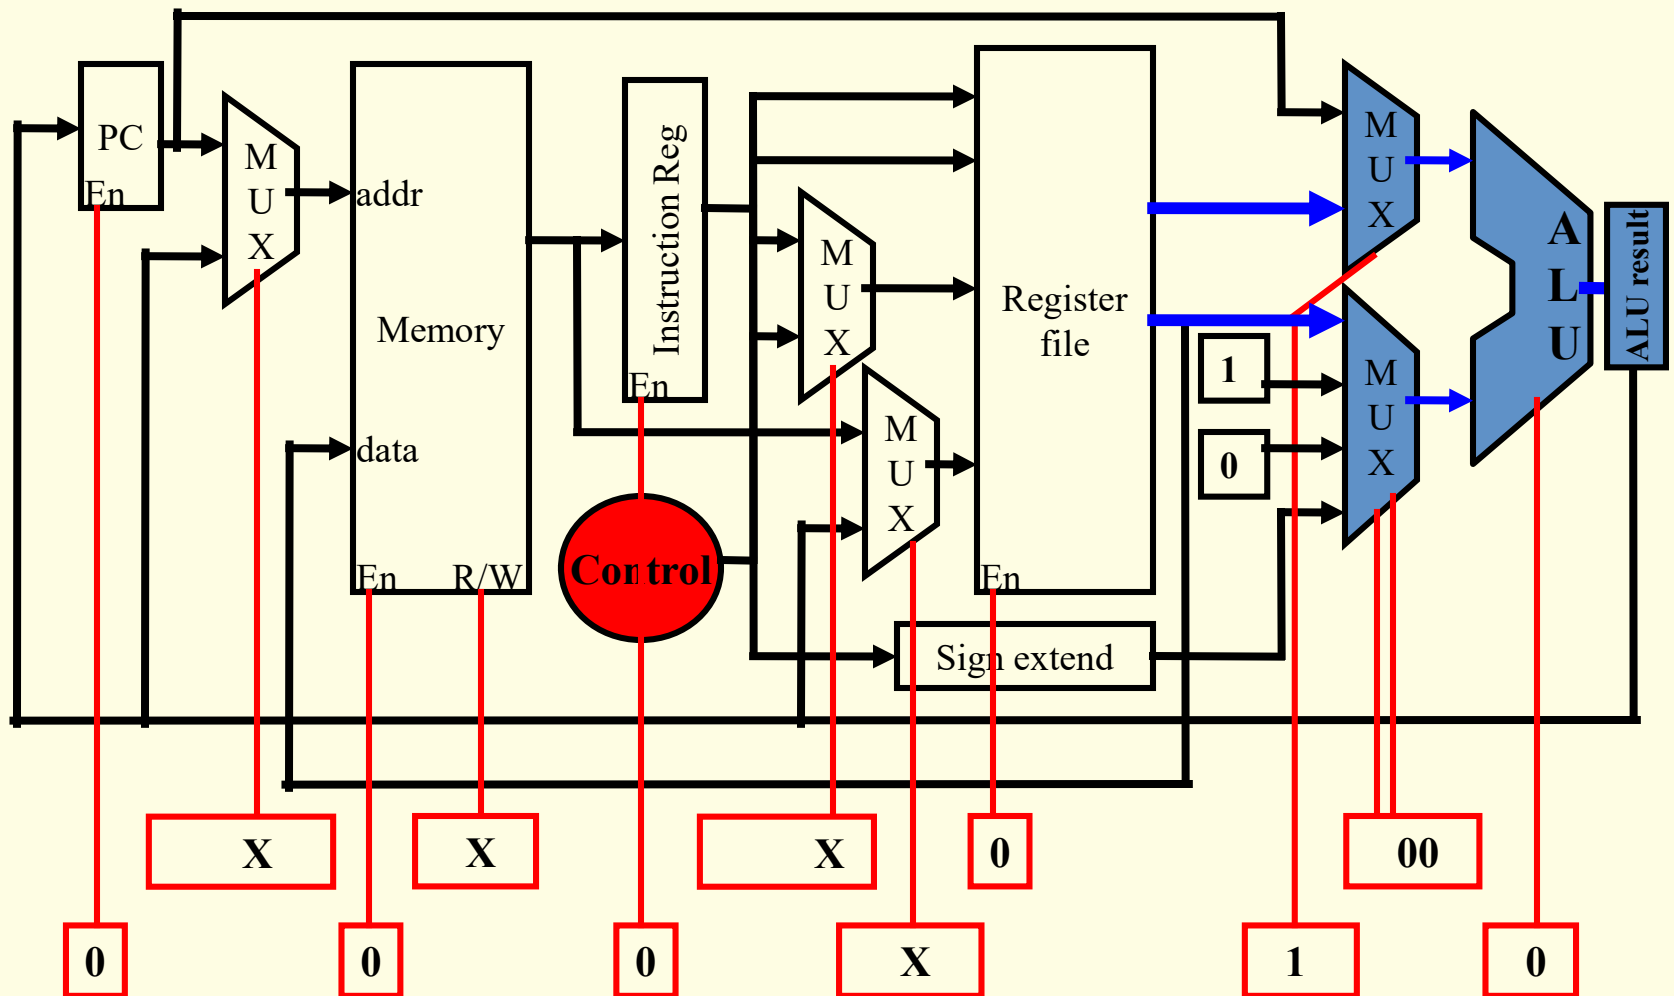 PC
En
M
U
X
addr
Memory
data
En
R/W
Instruction Reg
En
Control
M
U
X
M
U
X
Register
file
En
Sign extend
1
0
M
U
X
M
U
X
A
L
U
ALU result
X
X
X
0
00
0
0
0
X
1
0